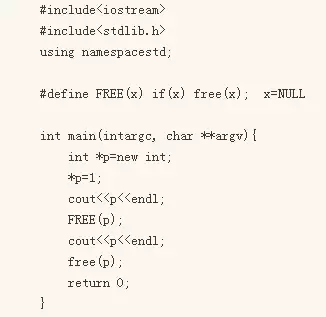 #include<iostream>
#include<stdlib.h>
using namespacestd;
#define FREE(x) if(x) free(x);  x=NULL
int main(intargc, char **argv){
    int *p=new int;
    *p=1;
    cout<<p<<endl;
    FREE(p);
    cout<<p<<endl;
    free(p);
    return 0;
}